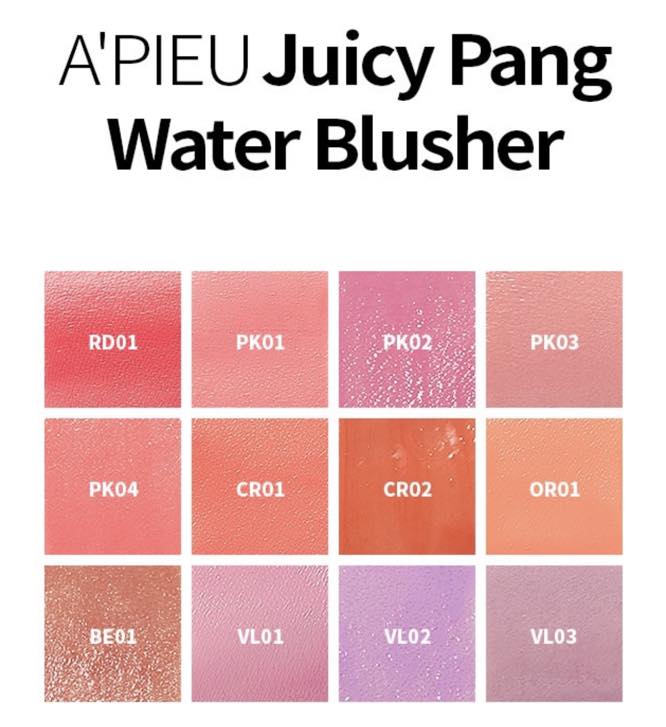 A'PIEU Juicy Pang
Water Blusher
RD01 PK01 PK02 PK03
PK04 CR01 CR02 OR01
BE01 VL01 VL02 VL03